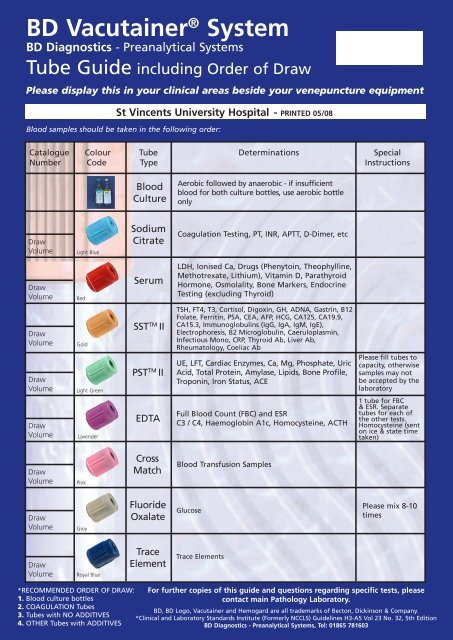 BD Vacutainer® System
BD Diagnostics - Preanalytical Systems
Tube Guide including Order of Draw
Please display this in your clinical areas beside your venepuncture equipment
St Vincents University Hospital - PRINTED 05/08
Blood samples should be taken in the following order:
Catalogue
Number
Colour
Code
Tube
Type
Determinations
Special
Instructions
Blood
Culture
Aerobic followed by anaerobic - if insufficient
blood for both culture bottles, use aerobic bottle
only
Draw
Volume
Light Blue
Sodium
Citrate
Coagulation Testing, PT, INR, APTT, D-Dimer, etc
Draw
Volume
Red
Serum
LDH, Ionised Ca, Drugs (Phenytoin, Theophylline,
Methotrexate, Lithium), Vitamin D, Parathyroid
Hormone, Osmolality, Bone Markers, Endocrine
Testing (excluding Thyroid)
Draw
Volume
Gold
SST™ II
TSH, FT4, T3, Cortisol, Digoxin, GH, ADNA, Gastrin, B12
Folate, Ferritin, PSA, CEA, AFP, HCG, CA125, CA19.9,
CA15.3, Immunoglobulins (IgG, IgA, IgM, IgE),
Electrophoresis, B2 Microglobulin, Caeruloplasmin,
Infectious Mono, CRP, Thyroid Ab, Liver Ab,
Rheumatology, Coeliac Ab
Draw
Volume
Light Green
PST™ II
UE, LFT, Cardiac Enzymes, Ca, Mg, Phosphate, Uric
Acid, Total Protein, Amylase, Lipids, Bone Profile,
Troponin, Iron Status, ACE
Please fill tubes to
capacity, otherwise
samples may not
be accepted by the
laboratory
Draw
Volume
Lavender
EDTA
Full Blood Count (FBC) and ESR
C3 / C4, Haemoglobin A1c, Homocysteine, ACTH
1 tube for FBC
& ESR. Separate
tubes for each of
the other tests.
Homocysteine (sent
on ice & state time
taken)
Draw
Volume
Pink
Cross
Match
Blood Transfusion Samples
Draw
Volume
Grey
Fluoride
Oxalate
Glucose
Please mix 8-10
times
Draw
Volume
Royal Blue
Trace
Element
Trace Elements
*RECOMMENDED ORDER OF DRAW:
1. Blood culture bottles
2. COAGULATION Tubes
3. Tubes with NO ADDITIVES
4. OTHER Tubes with ADDITIVES
For further copies of this guide and questions regarding specific tests, please
contact main Pathology Laboratory.
BD, BD Logo, Vacutainer and Hemogard are all trademarks of Becton, Dickinson & Company.
*Clinical and Laboratory Standards Institute (Formerly NCCLS) Guidelines H3-A5 Vol 23 No. 32, 5th Edition
BD Diagnostics - Preanalytical Systems, Tel: 01865 781603